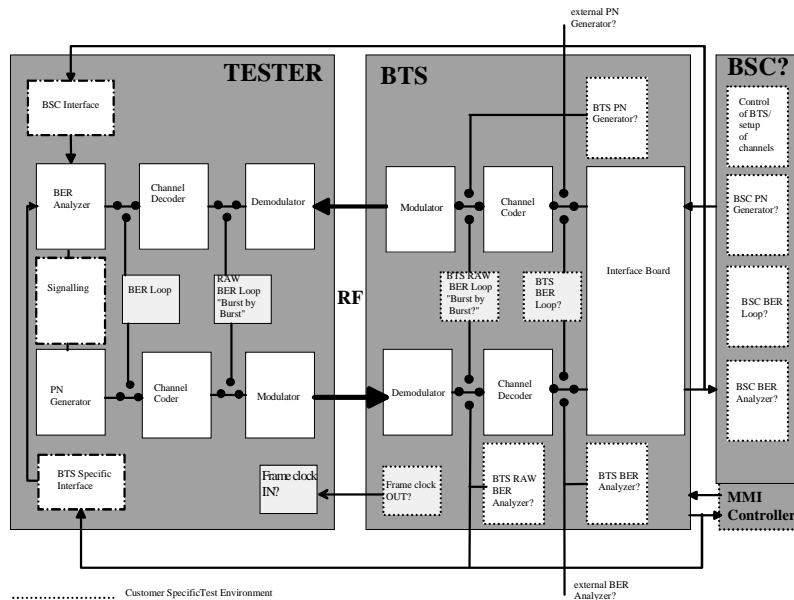 external PN
Generator?
TESTER
BTS
BSC?
BSC Interface
BTS PN
Generator?
Control
of BTS/
setup
of
channels
BER
Analyzer
Channel
Decoder
Demodulator
Modulator
Channel
Coder
Interface Board
BSC PN
Generator?
Signalling
BER Loop
RAW
BER Loop
"Burst by
Burst"
RF
BTS RAW
BER Loop
"Burst by
Burst?"
BTS
BER
Loop?
BSC BER
Loop?
PN
Generator
Channel
Coder
Modulator
Demodulator
Channel
Decoder
BSC BER
Analyzer?
BTS Specific
Interface
Frame clock
IN?
Frame clock
OUT?
BTS RAW
BER
Analyzer?
BTS BER
Analyzer?
MMI
Controller
external BER
Analyzer?
Customer SpecificTest Environment